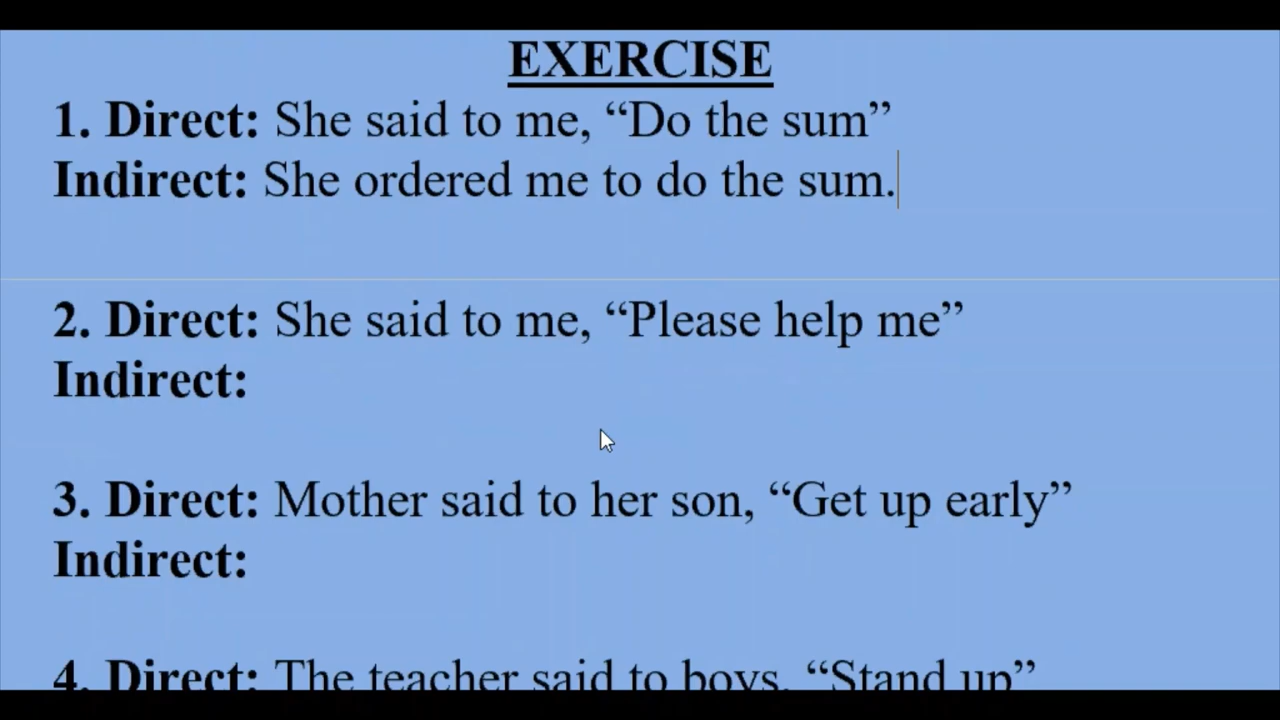 EXERCISE
1. Direct: She said to me, “Do the sum”
Indirect: She ordered me to do the sum.
2. Direct: She said to me, “Please help me”
Indirect:
3. Direct: Mother said to her son, “Get up early”
Indirect:
4. Direct: The teacher said to boys, “Stand up”